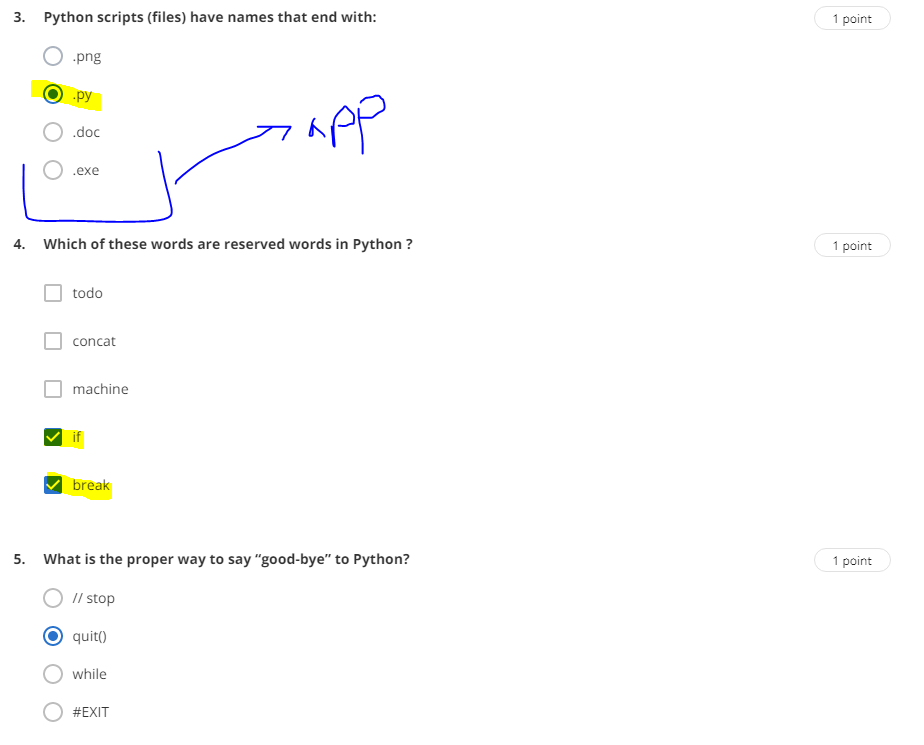 3. Python scripts (files) have names that end with: 1 point
.png
.py
.doc
.exe
APP
4. Which of these words are reserved words in Python ? 1 point
todo
concat
machine
if
break
5. What is the proper way to say “good-bye” to Python? 1 point
// stop
quit()
while
#EXIT